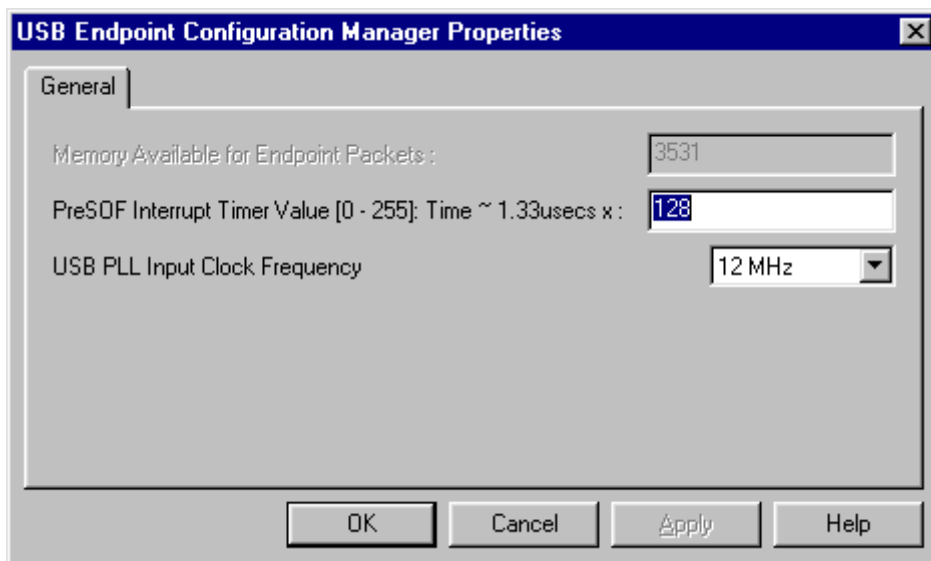 USB Endpoint Configuration Manager Properties
General
Memory Available for Endpoint Packets : 3531
PreSOF Interrupt Timer Value [0 - 255]: Time ~ 1.33usecs x : 128
USB PLL Input Clock Frequency 12 MHz
OK Cancel Apply Help